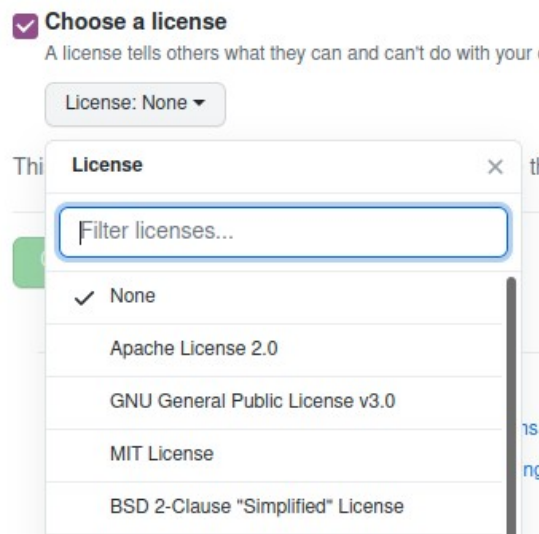 Choose a license
A license tells others what they can and can't do with your
License: None
Thi
License
Filter licenses...
None
Apache License 2.0
GNU General Public License v3.0
MIT License
BSD 2-Clause "Simplified" License